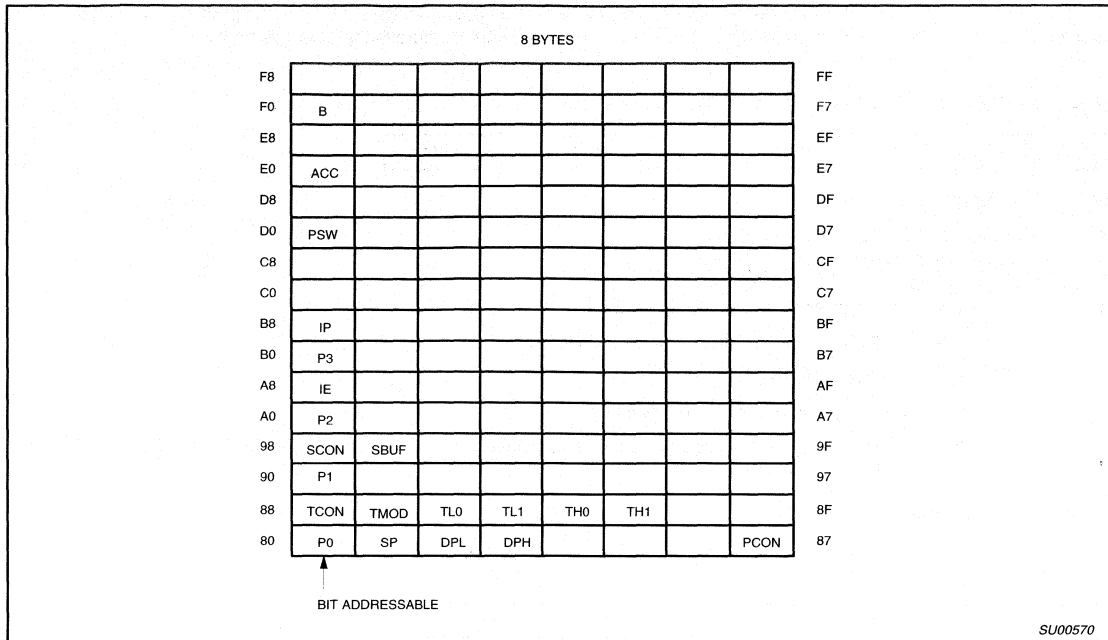 8 BYTES
F8 FF
F0 B F7
E8 EF
E0 ACC E7
D8 DF
D0 PSW D7
C8 CF
C0 C7
B8 IP BF
B0 P3 B7
A8 IE AF
A0 P2 A7
98 SCON SBUF 9F
90 P1 97
88 TCON TMOD TL0 TL1 TH0 TH1 8F
80 P0 SP DPL DPH PCON 87
BIT ADDRESSABLE
SU00570